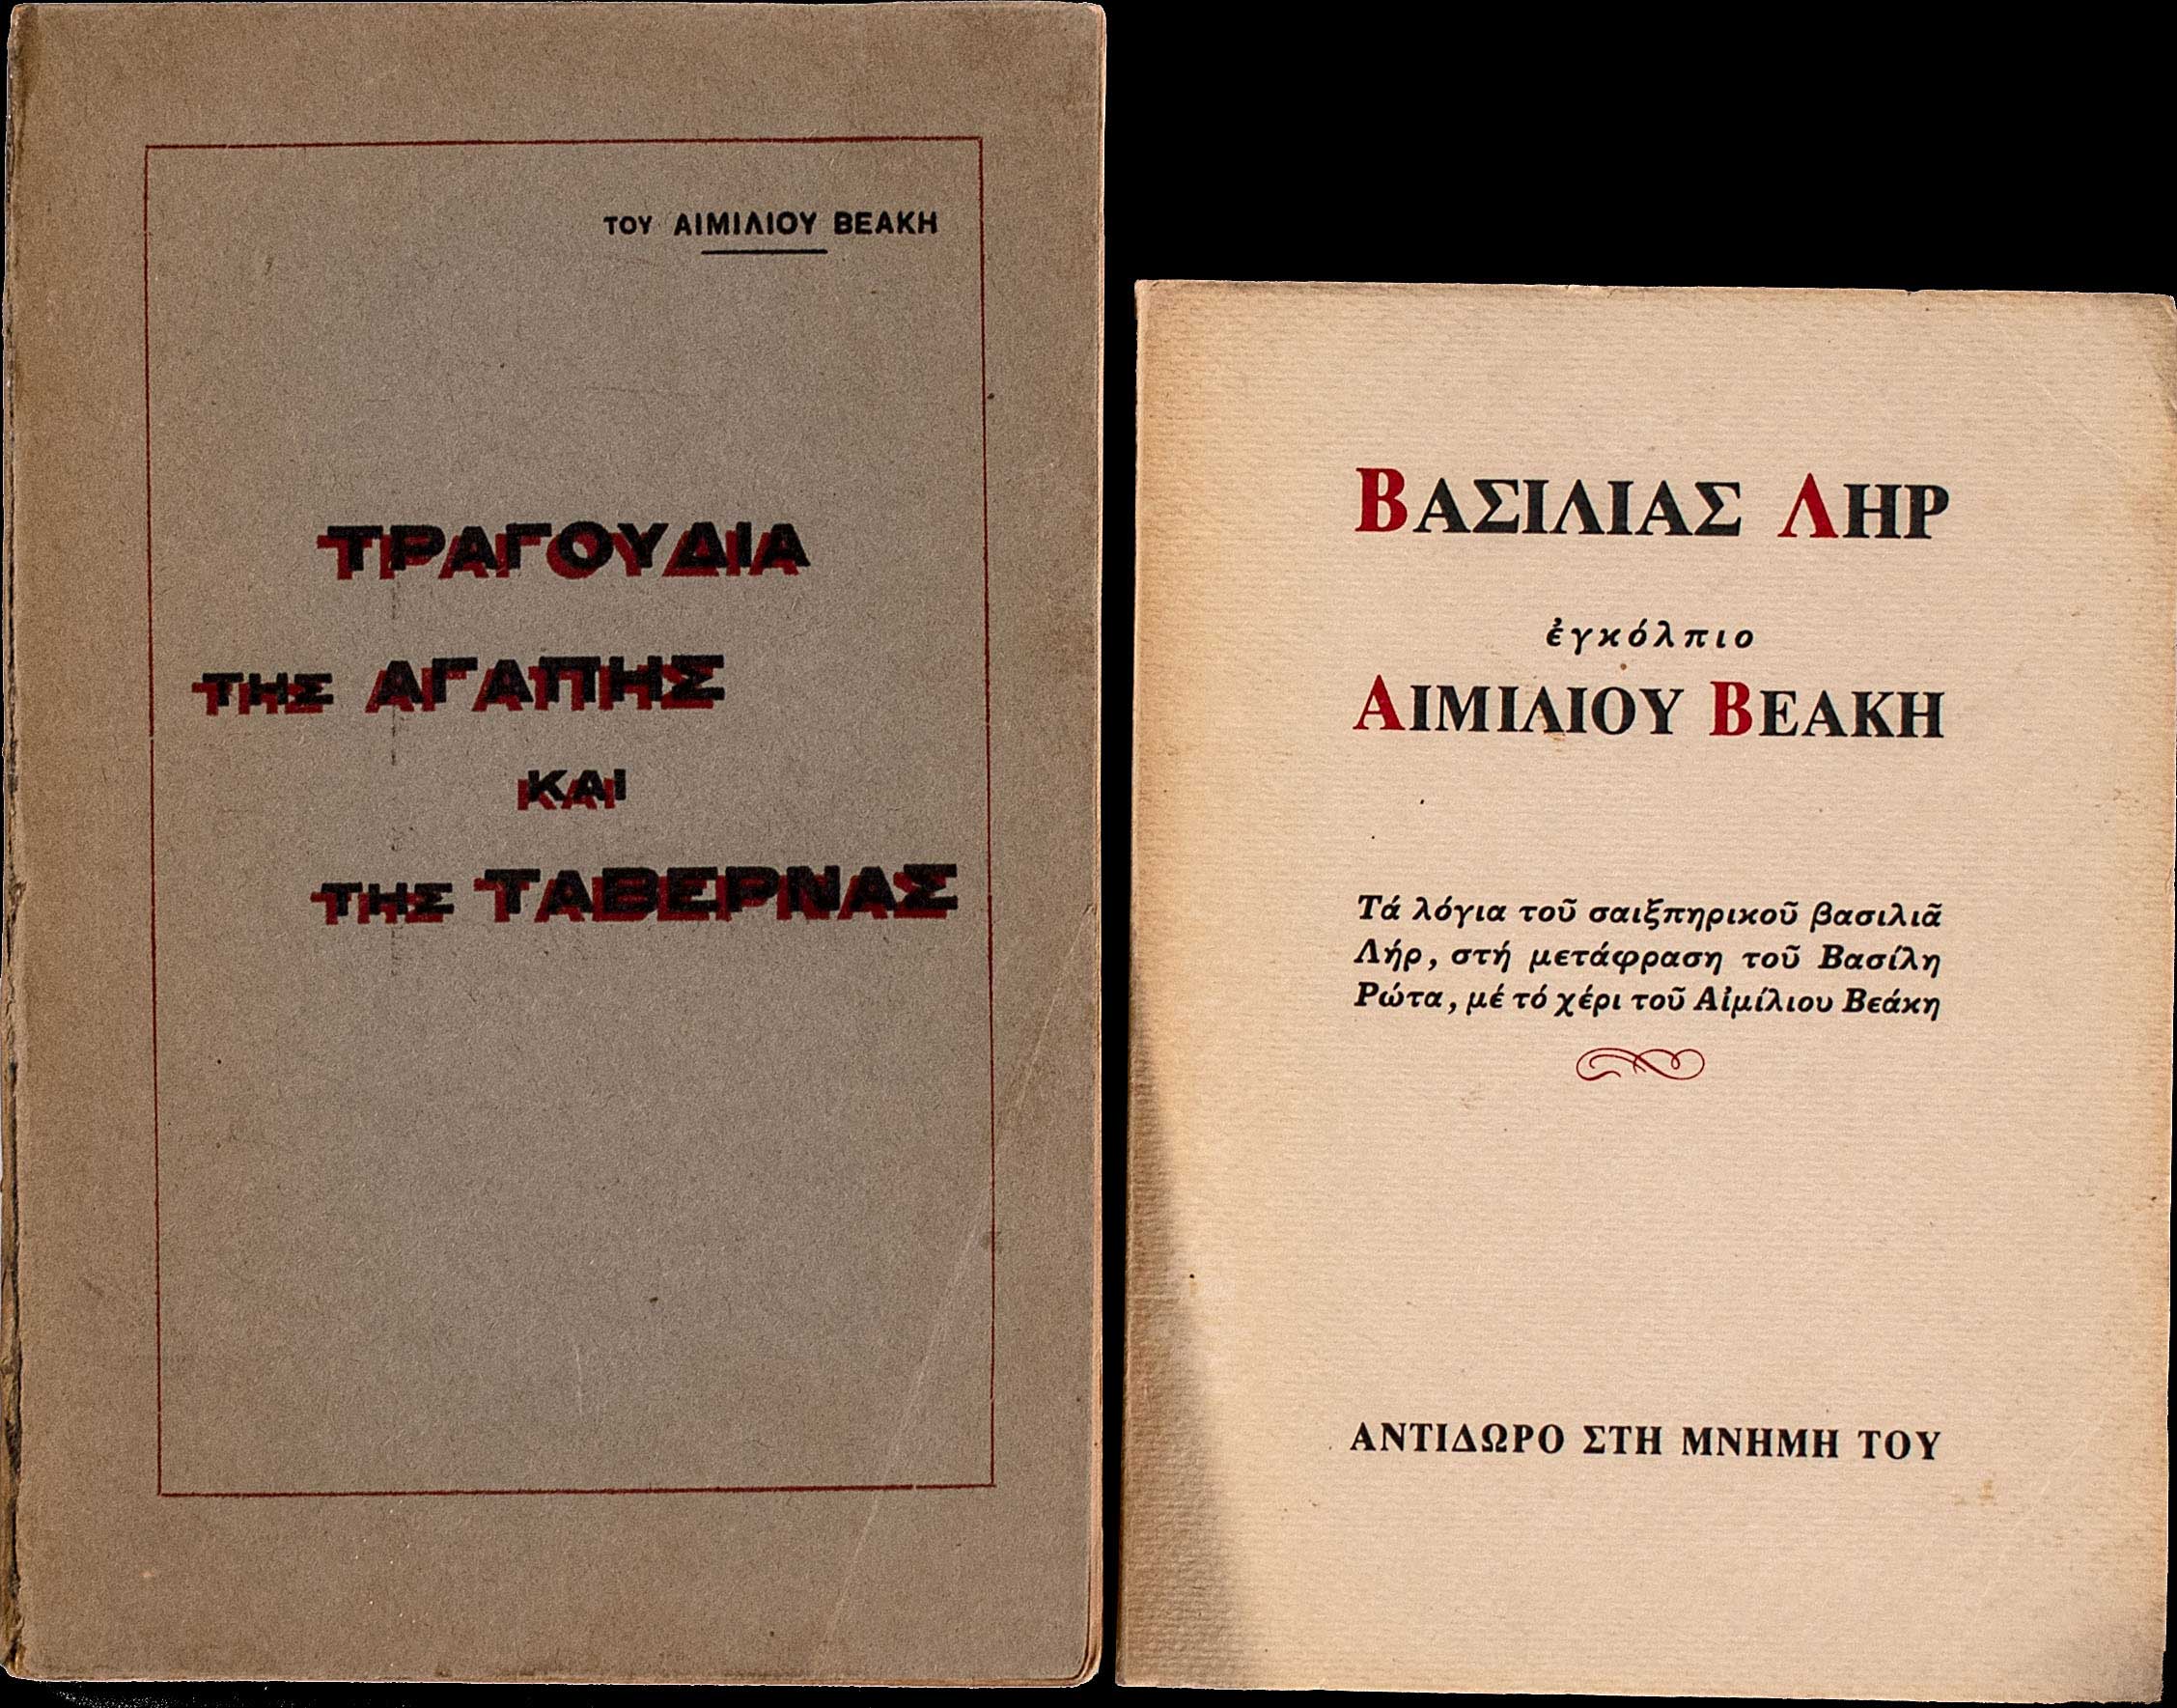 ΤΟΥ ΑΙΜΙΛΙΟΥ ΒΕΑΚΗ
ΤΡΑΓΟΥΔΙΑ
ΤΗΣ ΑΓΑΠΗΣ
ΚΑΙ
ΤΗΣ ΤΑΒΕΡΝΑΣ
ΒΑΣΙΛΙΑΣ ΛΗΡ
ἐγκόλπιο
ΑΙΜΙΛΙΟΥ ΒΕΑΚΗ
Τά λόγια τοῦ σαιξπηρικοῦ βασιλιᾶ
Λήρ, στή μετάφραση τοῦ Βασίλη
Ρώτα, μέ τό χέρι τοῦ Αἰμίλιου Βεάκη
ΑΝΤΙΔΩΡΟ ΣΤΗ ΜΝΗΜΗ ΤΟΥ